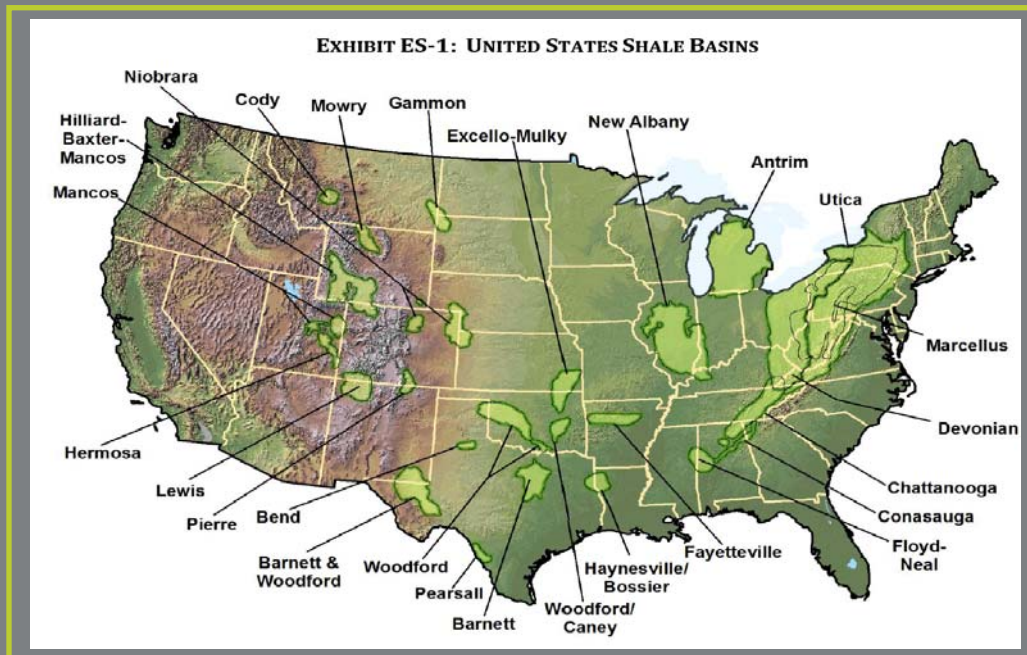 EXHIBIT ES-1: UNITED STATES SHALE BASINS
Niobrara
Cody
Mowry
Gammon
Hilliard-
Baxter-
Mancos
Excello-Mulky
New Albany
Antrim
Mancos
Utica
Marcellus
Devonian
Hermosa
Lewis
Pierre
Bend
Chattanooga
Conasauga
Floyd-
Neal
Barnett &
Woodford
Woodford
Pearsall
Barnett
Haynesville/
Bossier
Fayetteville
Woodford/
Caney